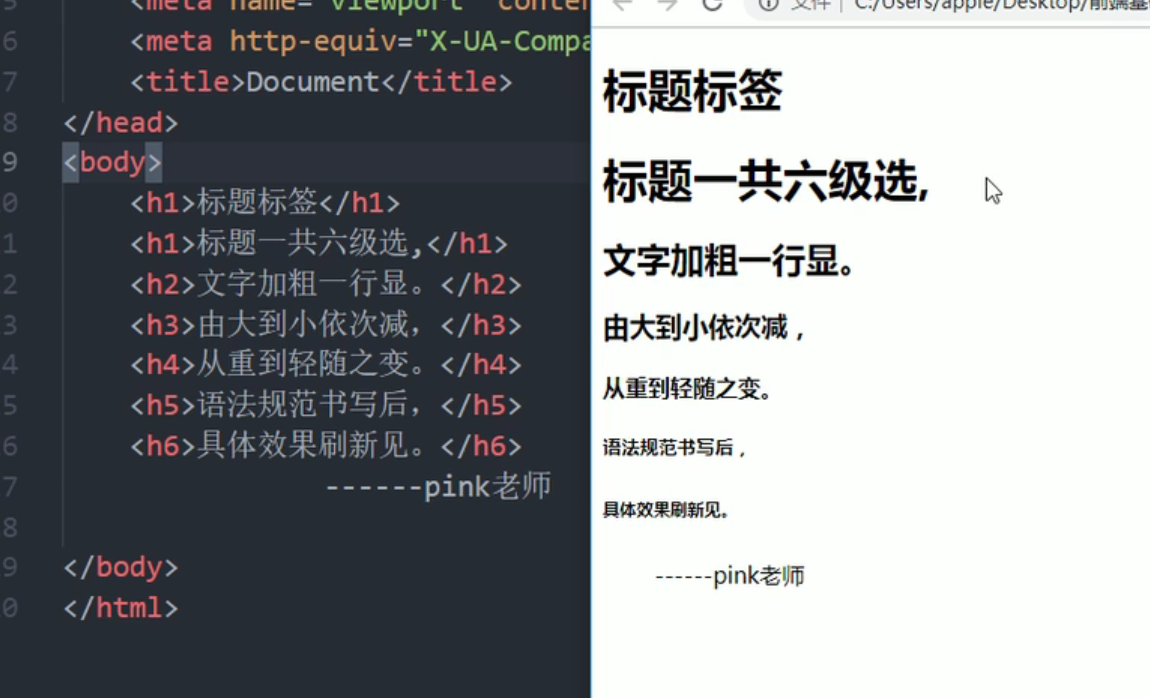 <meta name="viewport" conten
6 <meta http-equiv="X-UA-Compa
7 <title>Document</title>
8 </head>
9 <body>
0 <h1>标题标签</h1>
1 <h1>标题一共六级选,</h1>
2 <h2>文字加粗一行显。</h2>
3 <h3>由大到小依次减，</h3>
4 <h4>从重到轻随之变。</h4>
5 <h5>语法规范书写后，</h5>
6 <h6>具体效果刷新见。</h6>
7 ------pink老师
8
9 </body>
0 </html>
文件 | C:/Users/apple/Desktop/前端基
标题标签
标题一共六级选,
文字加粗一行显。
由大到小依次减，
从重到轻随之变。
语法规范书写后，
具体效果刷新见。
------pink老师